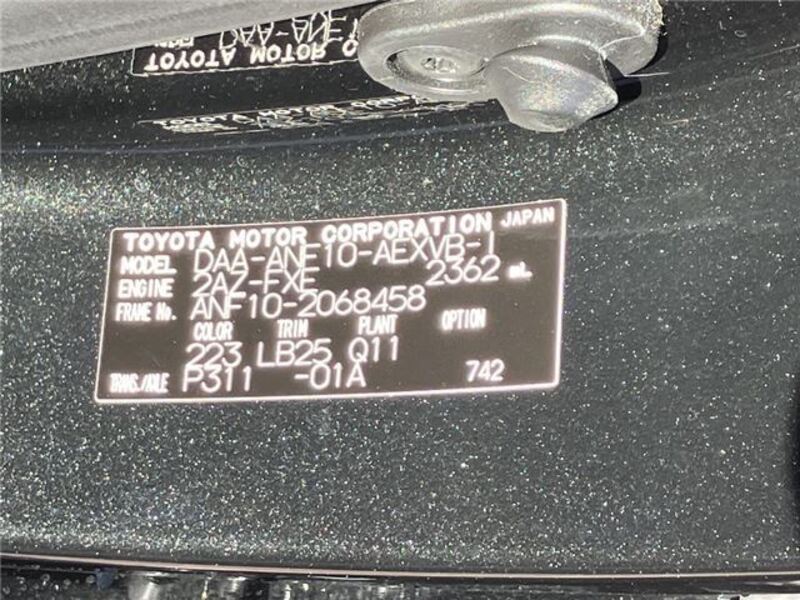 TOYOTA MOTOR CORPORATION JAPAN
MODEL DAA-ANF10-AEXVB-1
ENGINE 2AZ-FXE 2362 mL
FRAME No. ANF10-2068458
COLOR TRIM PLANT OPTION
223 LB25 Q11
TRANS./AXLE P311 -01A 742